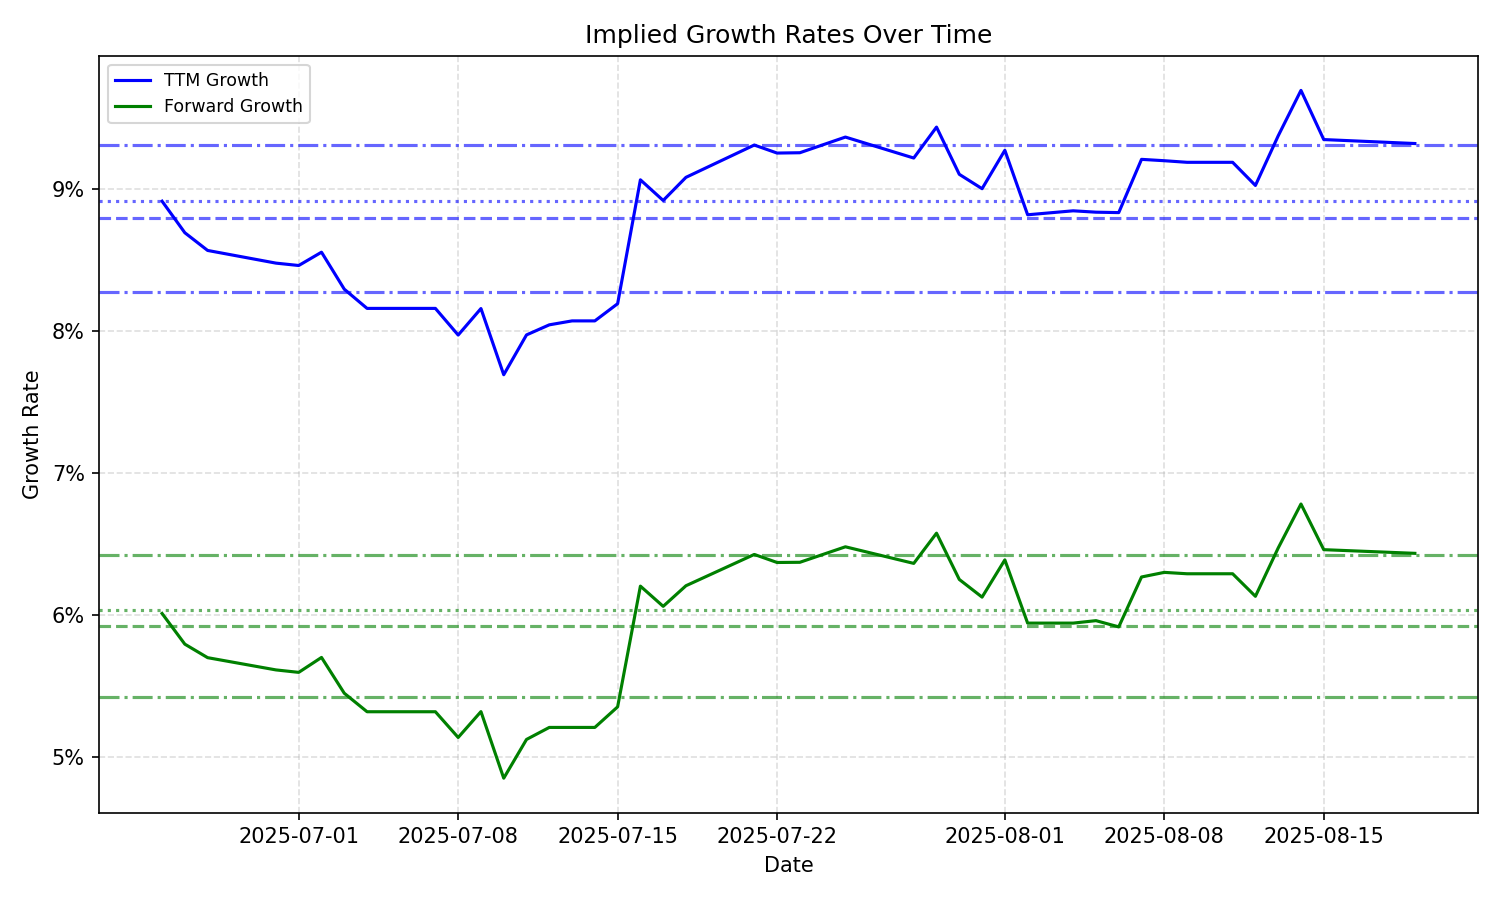 Implied Growth Rates Over Time
TTM Growth
Forward Growth
9%
8%
7%
6%
5%
Growth Rate
2025-07-01
2025-07-08
2025-07-15
2025-07-22
2025-08-01
2025-08-08
2025-08-15
Date